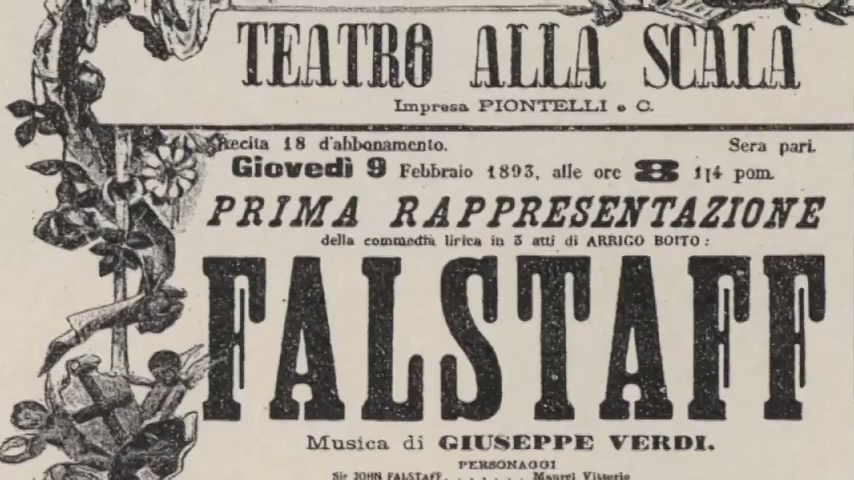 TEATRO ALLA SCALA
Impresa PIONTELLI e C.
Recita 18 d'abbonamento. Sera pari.
Giovedì 9 Febbraio 1893, alle ore 8 1|4 pom.
PRIMA RAPPRESENTAZIONE
della commedia lirica in 3 atti di ARRIGO BOITO:
FALSTAFF
Musica di GIUSEPPE VERDI.
PERSONAGGI
Sir JOHN FALSTAFF . . . . . . . Maurel Vittorio